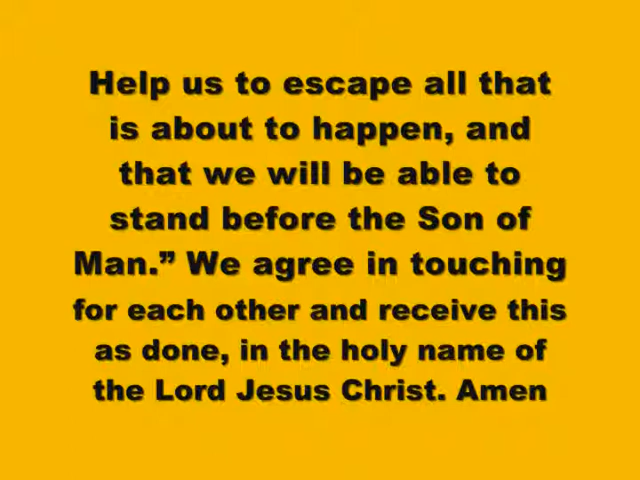 Help us to escape all that
is about to happen, and
that we will be able to
stand before the Son of
Man.” We agree in touching
for each other and receive this
as done, in the holy name of
the Lord Jesus Christ. Amen